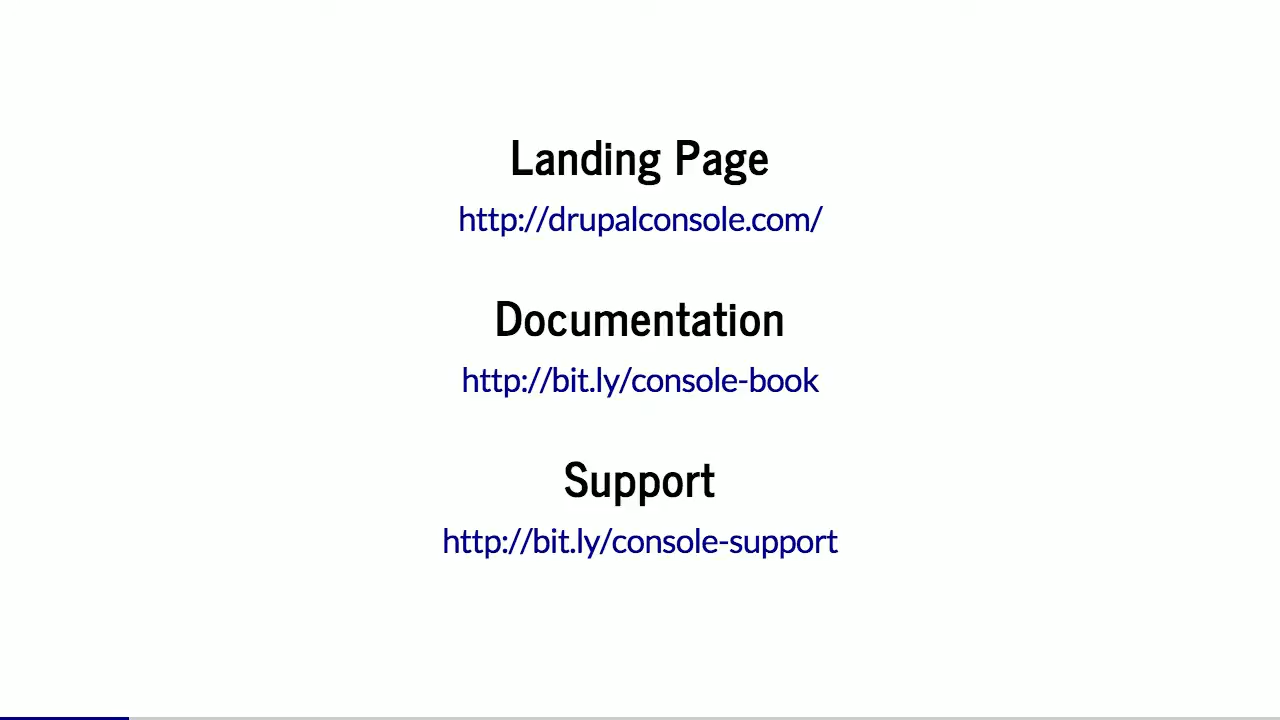 Landing Page
http://drupalconsole.com/
Documentation
http://bit.ly/console-book
Support
http://bit.ly/console-support